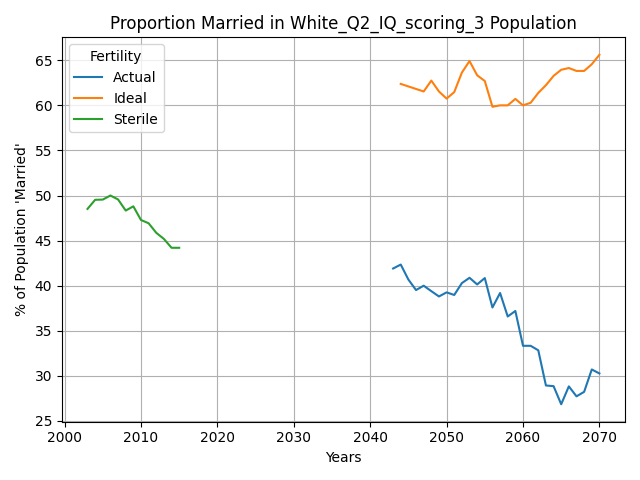 Proportion Married in White_Q2_IQ_scoring_3 Population
% of Population 'Married'
65
60
55
50
45
40
35
30
25
Fertility
Actual
Ideal
Sterile
2000 2010 2020 2030 2040 2050 2060 2070
Years